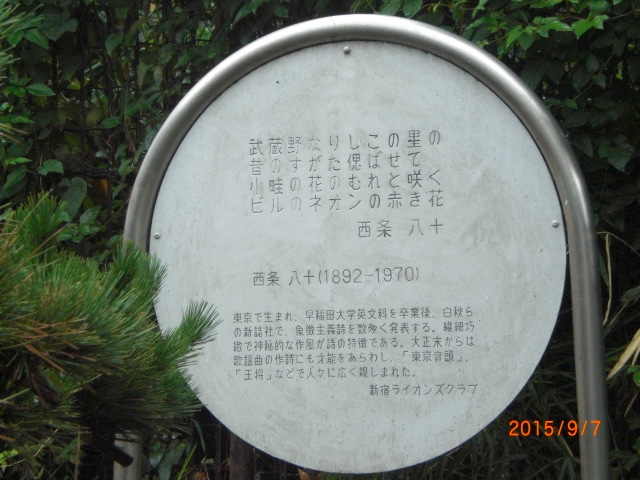 武蔵野なりしこの里の
昔のすがた偲ばせて
小畦の花のむれと咲く
ビルのネオンの赤き花
西条 八十
西条 八十(1892-1970)
東京で生まれ、早稲田大学英文科を卒業後、白秋ら
の新誌社で、象徴主義詩を数多く発表する。繊細巧
緻で神秘的な作風が詩の特徴である。大正末からは
歌謡曲の作詩にも才能をあらわし、「東京音頭」、
「王将」などで人々に広く親しまれた。
新宿ライオンズクラブ
2015/9/7